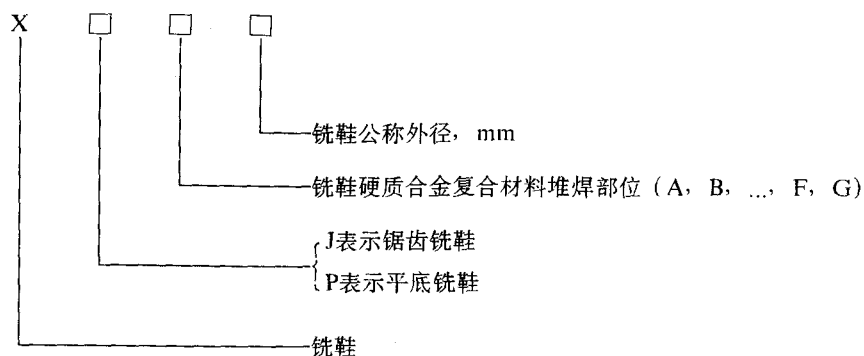 X □ □ □
铣鞋公称外径，mm
铣鞋硬质合金复合材料堆焊部位（A，B，...，F，G）
J表示锯齿铣鞋
P表示平底铣鞋
铣鞋